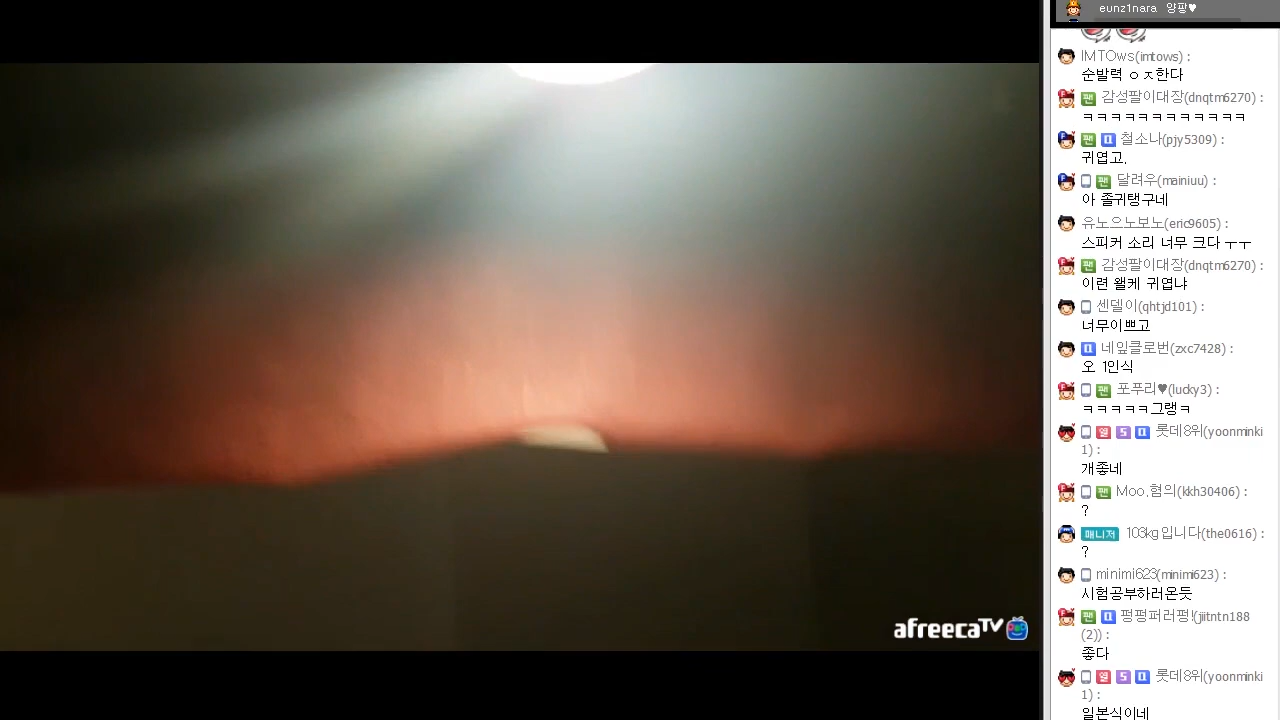 eunz1nara 양팡♥
IMTOws(imtows) :
순발력 ㅇㅈ한다
팬 감성팔이대장(dnqtm6270) :
ㅋㅋㅋㅋㅋㅋㅋㅋㅋㅋㅋㅋ
팬 철소나(pjy5309) :
귀엽고.
팬 달려우(mainiuu) :
아 졸귀탱구네
유노으노보노(eric9605) :
스피커 소리 너무 크다 ㅜㅜ
팬 감성팔이대장(dnqtm6270) :
이련 왤케 귀엽냐
센델이(qhtjd101) :
너무이쁘고
네잎클로번(zxc7428) :
오 1인식
팬 포푸리♥(lucky3) :
ㅋㅋㅋㅋㅋ그랭ㅋ
열 5 롯데8위(yoonminki
1) :
개좋네
팬 Moo,혐의(kkh30406) :
?
매니저 103kg입니다(the0616) :
?
minimi623(minimi623) :
시험공부하러온듯
팬 펑펑퍼러펑!(jiitntn188
(2)) :
좋다
afreecaTV
열 5 롯데8위(yoonminki
1) :
일본식이네